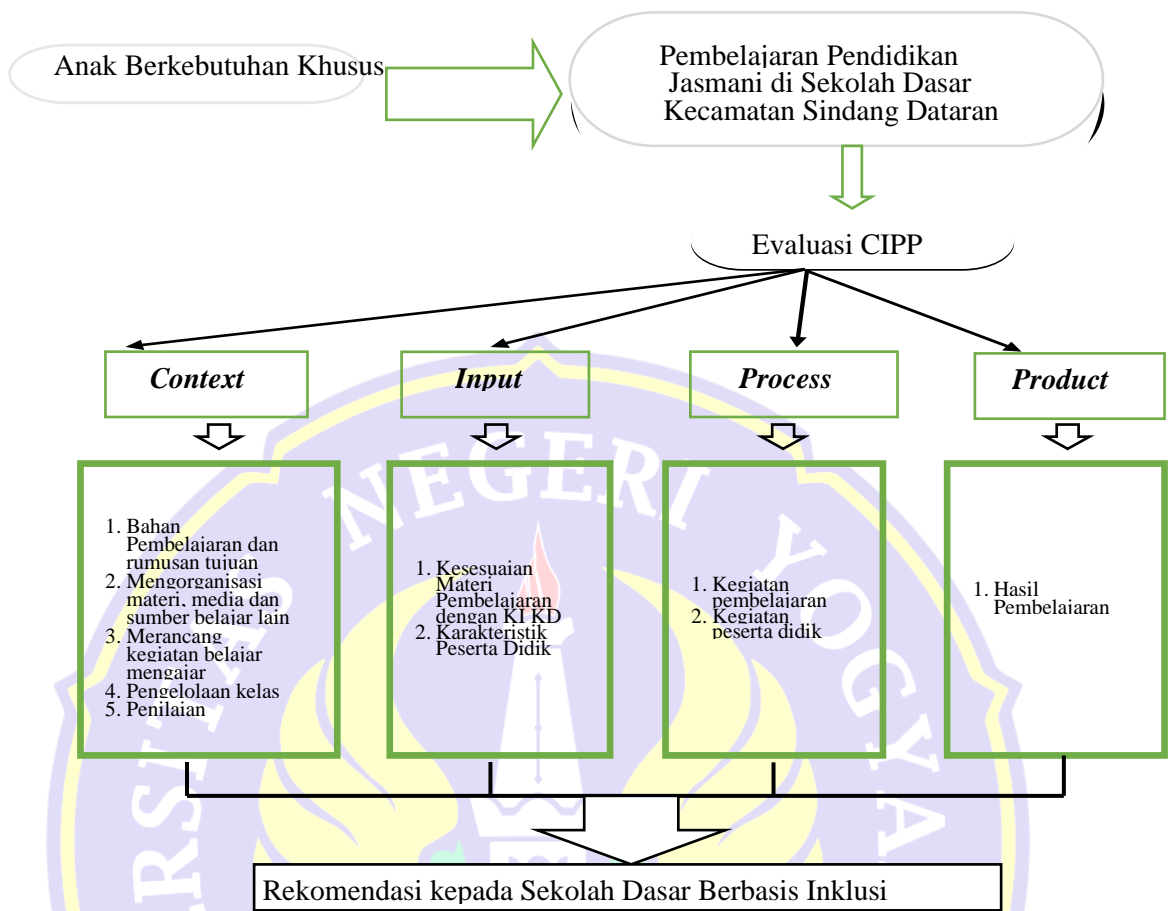 Anak Berkebutuhan Khusus
Pembelajaran Pendidikan
Jasmani di Sekolah Dasar
Kecamatan Sindang Dataran
Evaluasi CIPP
Context
Input
Process
Product
1. Bahan
Pembelajaran dan
rumusan tujuan
2. Mengorganisasi
materi, media dan
sumber belajar lain
3. Merancang
kegiatan belajar
mengajar
4. Pengelolaan kelas
5. Penilaian
1. Kesesuaian
Materi
Pembelajaran
dengan KI KD
2. Karakteristik
Peserta Didik
1. Kegiatan
pembelajaran
2. Kegiatan
peserta didik
1. Hasil
Pembelajaran
Rekomendasi kepada Sekolah Dasar Berbasis Inklusi
RSITAS NEGERI YOGYA